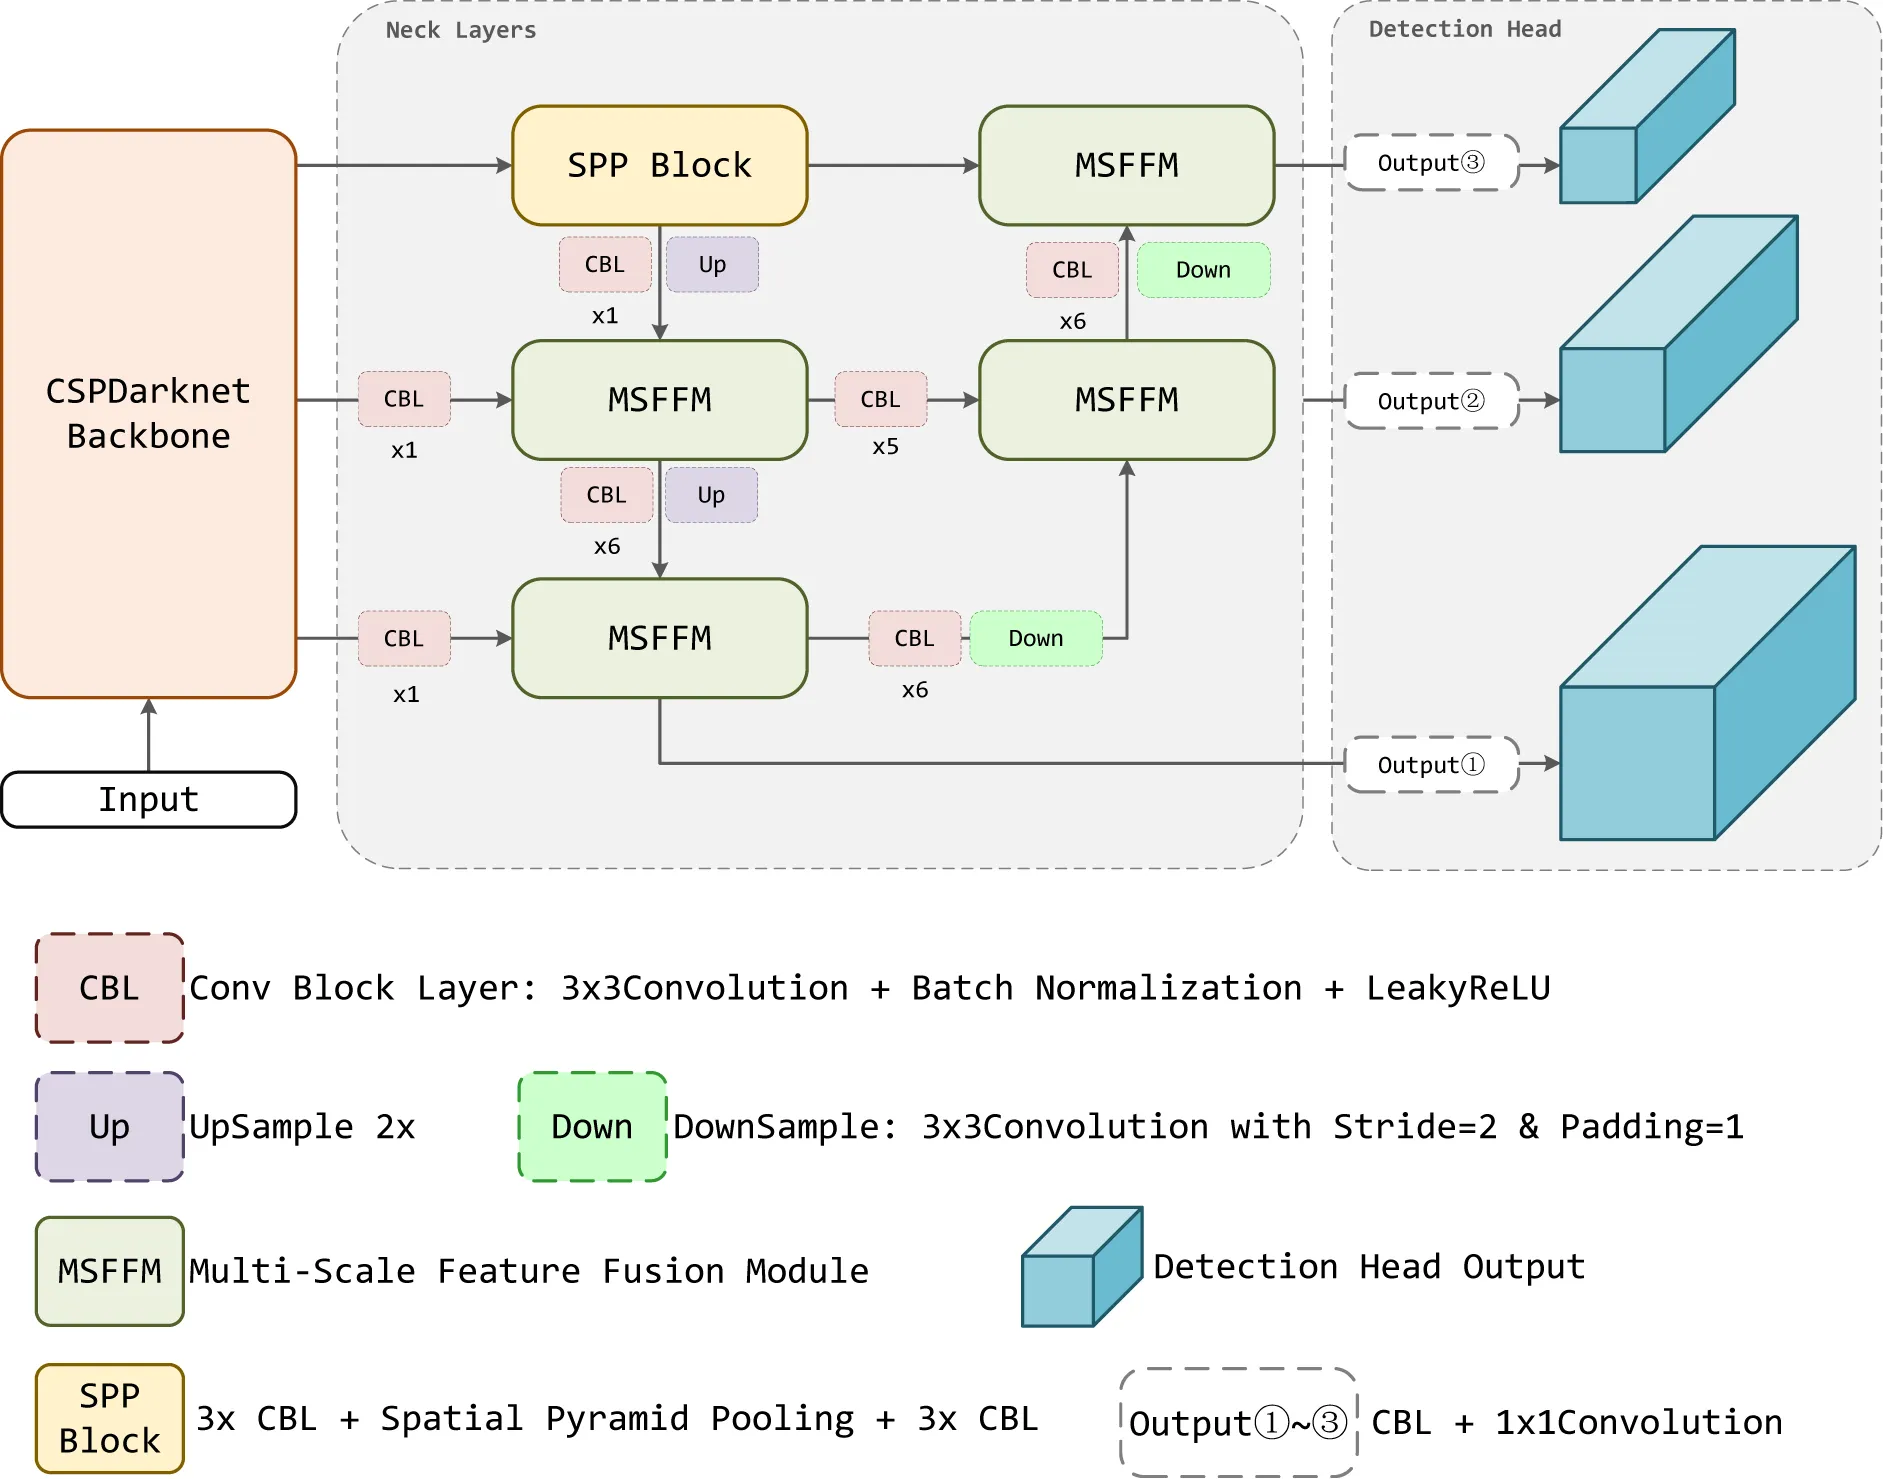 Neck Layers
Detection Head
SPP Block
MSFFM
Output③
CBL
Up
x1
CBL
Down
x6
CSPDarknet
Backbone
CBL
x1
MSFFM
CBL
x5
MSFFM
Output②
CBL
Up
x6
CBL
x1
MSFFM
CBL
Down
x6
Output①
Input
CBL
Conv Block Layer: 3x3Convolution + Batch Normalization + LeakyReLU
Up
UpSample 2x
Down
DownSample: 3x3Convolution with Stride=2 & Padding=1
MSFFM
Multi-Scale Feature Fusion Module
Detection Head Output
SPP
Block
3x CBL + Spatial Pyramid Pooling + 3x CBL
Output①~③
CBL + 1x1Convolution